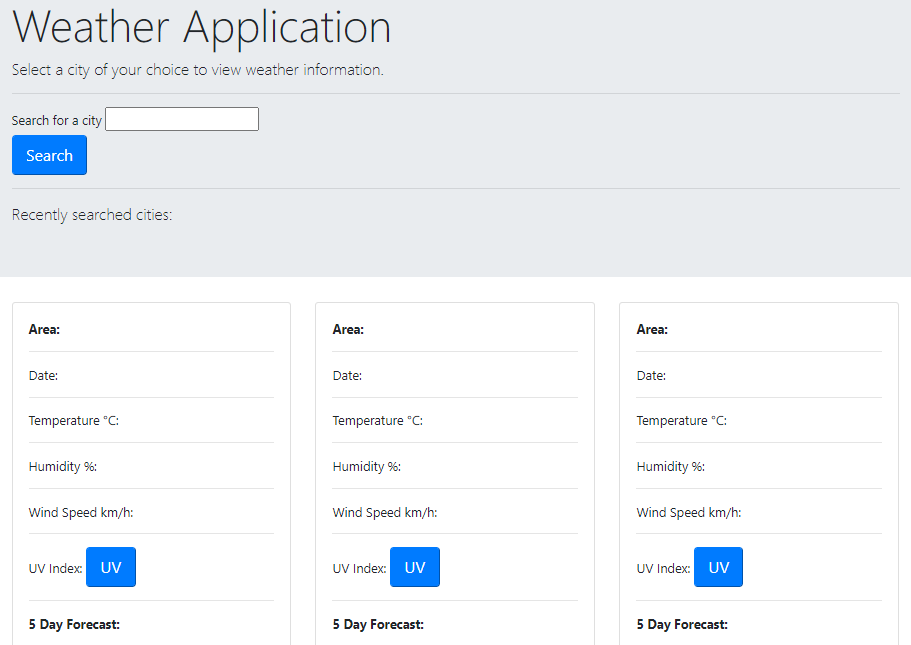 Weather Application
Select a city of your choice to view weather information.
Search for a city
Search
Recently searched cities:
Area:
Date:
Temperature °C:
Humidity %:
Wind Speed km/h:
UV Index: UV
5 Day Forecast:
Area:
Date:
Temperature °C:
Humidity %:
Wind Speed km/h:
UV Index: UV
5 Day Forecast:
Area:
Date:
Temperature °C:
Humidity %:
Wind Speed km/h:
UV Index: UV
5 Day Forecast: